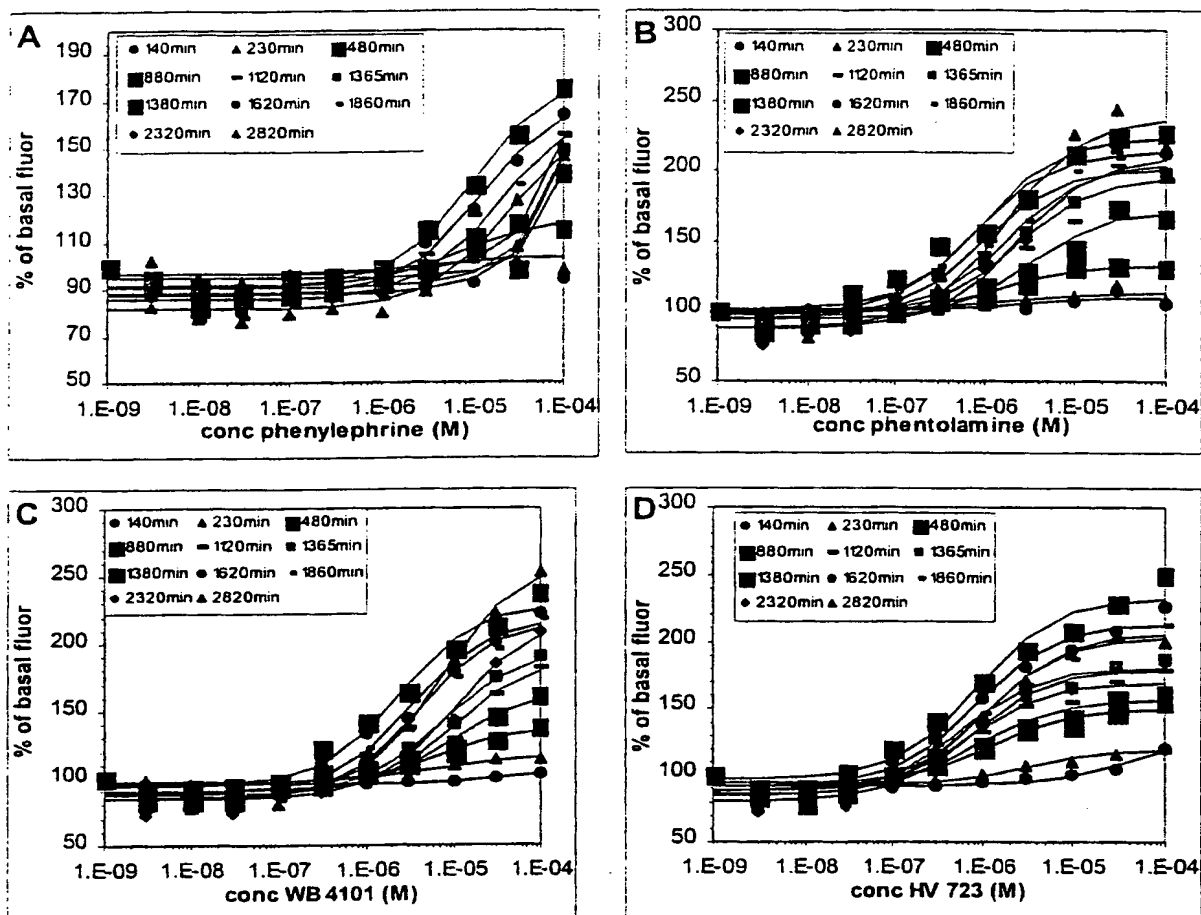 A
140min 230min 480min
880min 1120min 1365min
1380min 1620min 1860min
2320min 2820min
% of basal fluor
190
170
150
130
110
90
70
50
1.E-09 1.E-08 1.E-07 1.E-06 1.E-05 1.E-04
conc phenylephrine (M)
B
140min 230min 480min
880min 1120min 1365min
1380min 1620min 1860min
2320min 2820min
% of basal fluor
300
250
200
150
100
50
1.E-09 1.E-08 1.E-07 1.E-06 1.E-05 1.E-04
conc phentolamine (M)
C
140min 230min 480min
880min 1120min 1365min
1380min 1620min 1860min
2320min 2820min
% of basal fluor
300
250
200
150
100
50
1.E-09 1.E-08 1.E-07 1.E-06 1.E-05 1.E-04
conc WB 4101 (M)
D
140min 230min 480min
880min 1120min 1365min
1380min 1620min 1860min
2320min 2820min
% of basal fluor
300
250
200
150
100
50
1.E-09 1.E-08 1.E-07 1.E-06 1.E-05 1.E-04
conc HV 723 (M)